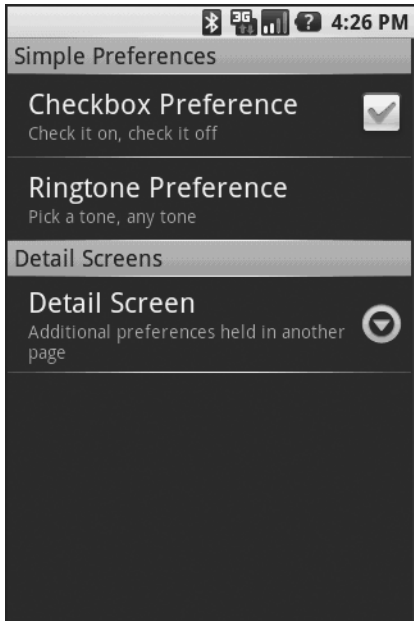 3G
? 4:26 PM
Simple Preferences
Checkbox Preference
Check it on, check it off
Ringtone Preference
Pick a tone, any tone
Detail Screens
Detail Screen
Additional preferences held in another
page